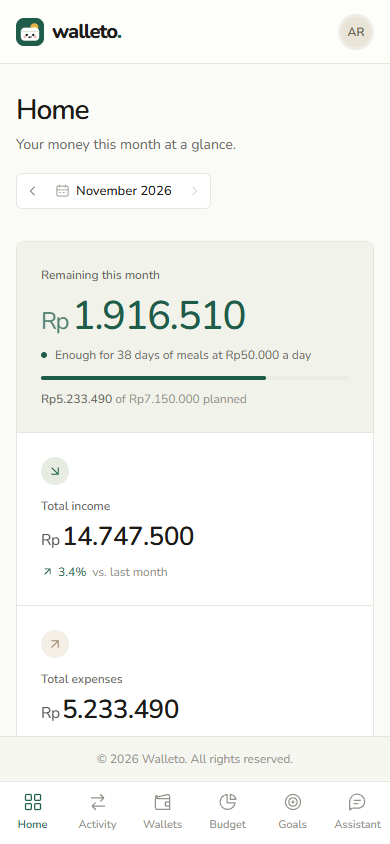 walleto.
AR
Home
Your money this month at a glance.
November 2026
Remaining this month
Rp 1.916.510
Enough for 38 days of meals at Rp50.000 a day
Rp5.233.490 of Rp7.150.000 planned
Total income
Rp 14.747.500
3.4% vs. last month
Total expenses
Rp 5.233.490
© 2026 Walleto. All rights reserved.
Home Activity Wallets Budget Goals Assistant